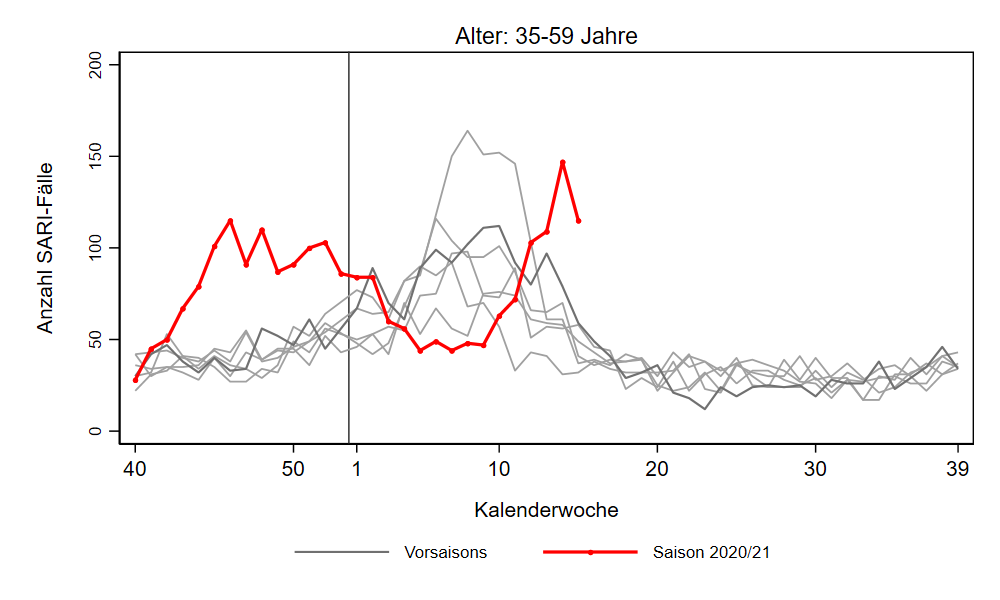 Alter: 35-59 Jahre
Anzahl SARI-Fälle
200
150
100
50
0
40 50 1 10 20 30 39
Kalenderwoche
Vorsaisons Saison 2020/21